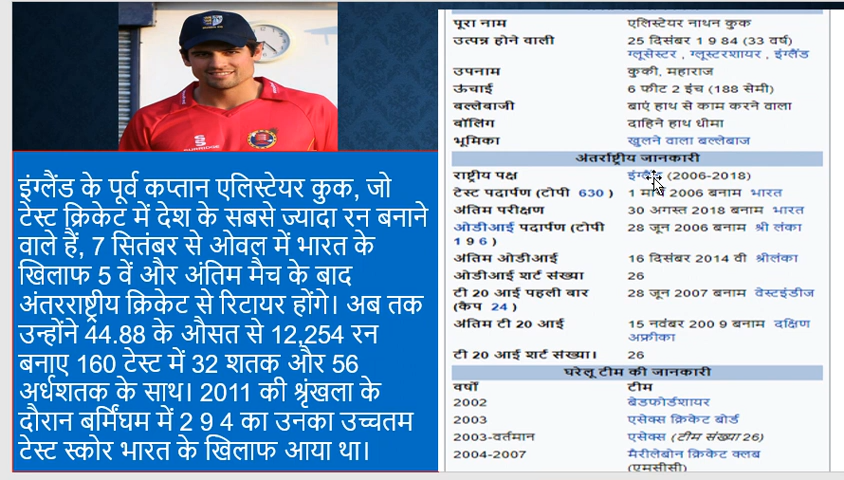 इंग्लैंड के पूर्व कप्तान एलिस्टेयर कुक, जो
टेस्ट क्रिकेट में देश के सबसे ज्यादा रन बनाने
वाले हैं, 7 सितंबर से ओवल में भारत के
खिलाफ 5 वें और अंतिम मैच के बाद
अंतरराष्ट्रीय क्रिकेट से रिटायर होंगे। अब तक
उन्होंने 44.88 के औसत से 12,254 रन
बनाए 160 टेस्ट में 32 शतक और 56
अर्धशतक के साथ। 2011 की श्रृंखला के
दौरान बर्मिंघम में 2 9 4 का उनका उच्चतम
टेस्ट स्कोर भारत के खिलाफ आया था।
पूरा नाम एलिस्टेयर नाथन कुक
उत्पन्न होने वाली 25 दिसंबर 1 9 84 (33 वर्ष)
ग्लूसेस्टर , ग्लूस्टरशायर , इंग्लैंड
उपनाम कुकी, महाराज
ऊंचाई 6 फीट 2 इंच (188 सेमी)
बल्लेबाजी बाएं हाथ से काम करने वाला
बॉलिंग दाहिने हाथ धीमा
भूमिका खुलने वाला बल्लेबाज
अंतर्राष्ट्रीय जानकारी
राष्ट्रीय पक्ष इंग्लैंड (2006-2018)
टेस्ट पदार्पण (टोपी 630 ) 1 मार्च 2006 बनाम भारत
अंतिम परीक्षण 30 अगस्त 2018 बनाम भारत
ओडीआई पदार्पण (टोपी 28 जून 2006 बनाम श्री लंका
1 9 6 )
अंतिम ओडीआई 16 दिसंबर 2014 वी श्रीलंका
ओडीआई शर्ट संख्या 26
टी 20 आई पहली बार 28 जून 2007 बनाम वेस्टइंडीज
(कैप 24 )
अंतिम टी 20 आई 15 नवंबर 200 9 बनाम दक्षिण
अफ्रीका
टी 20 आई शर्ट संख्या। 26
घरेलू टीम की जानकारी
वर्षों टीम
2002 बेडफोर्डशायर
2003 एसेक्स क्रिकेट बोर्ड
2003-वर्तमान एसेक्स (टीम संख्या 26)
2004-2007 मैरीलेबोन क्रिकेट क्लब
(एमसीसी)